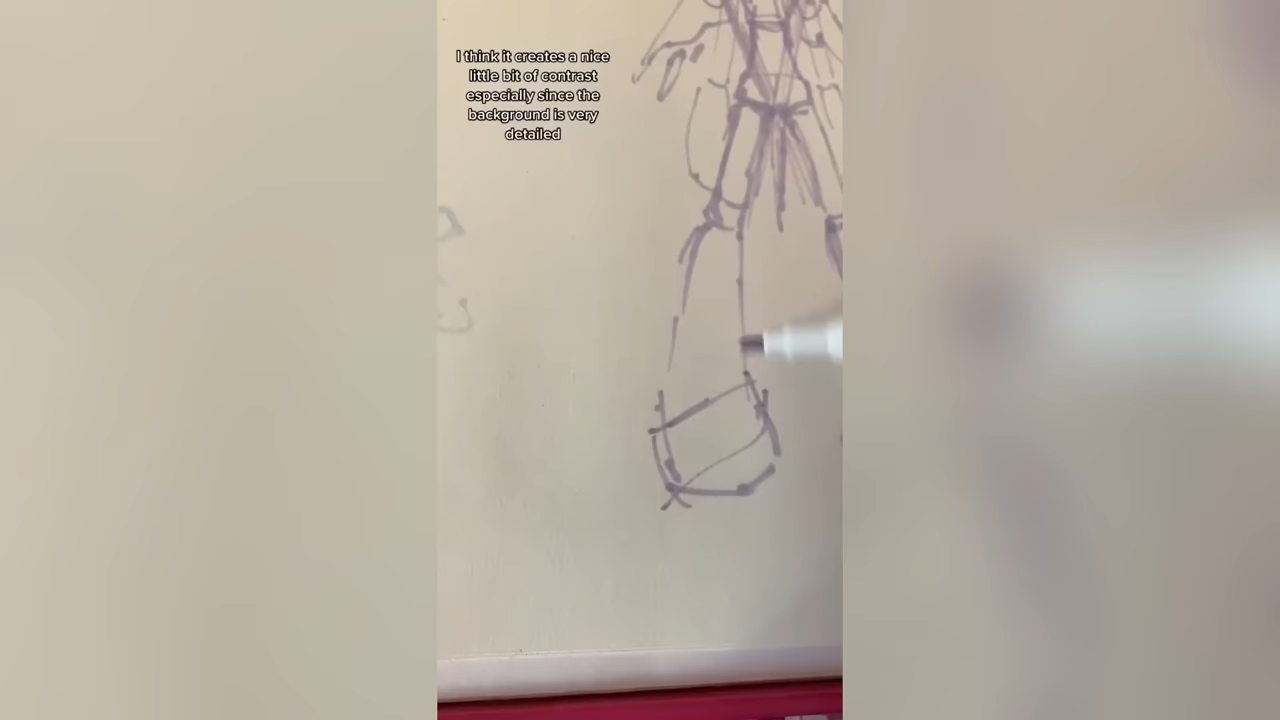 I think it creates a nice
little bit of contrast
especially since the
background is very
detailed